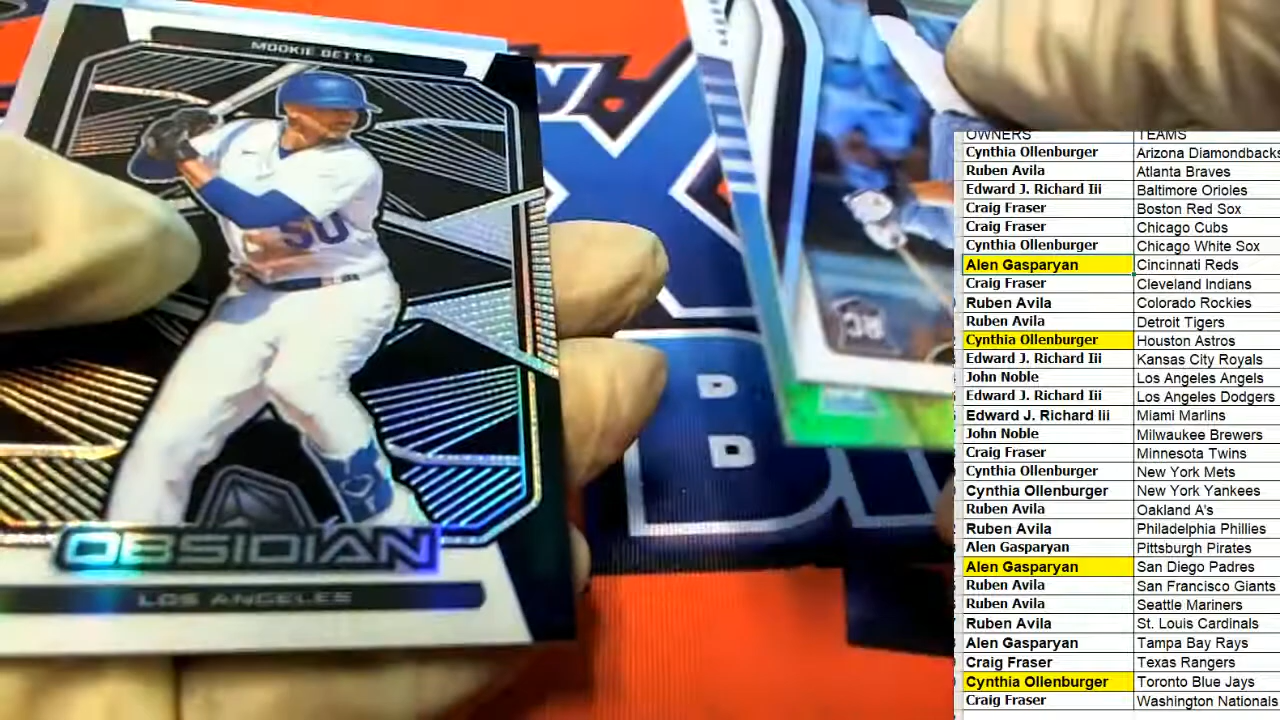 MOOKIE BETTS
50
OBSIDIAN
LOS ANGELES
RC
OWNERS TEAMS
Cynthia Ollenburger Arizona Diamondbacks
Ruben Avila Atlanta Braves
Edward J. Richard Iii Baltimore Orioles
Craig Fraser Boston Red Sox
Craig Fraser Chicago Cubs
Cynthia Ollenburger Chicago White Sox
Alen Gasparyan Cincinnati Reds
Craig Fraser Cleveland Indians
Ruben Avila Colorado Rockies
Ruben Avila Detroit Tigers
Cynthia Ollenburger Houston Astros
Edward J. Richard Iii Kansas City Royals
John Noble Los Angeles Angels
Edward J. Richard Iii Los Angeles Dodgers
Edward J. Richard Iii Miami Marlins
John Noble Milwaukee Brewers
Craig Fraser Minnesota Twins
Cynthia Ollenburger New York Mets
Cynthia Ollenburger New York Yankees
Ruben Avila Oakland A's
Ruben Avila Philadelphia Phillies
Alen Gasparyan Pittsburgh Pirates
Alen Gasparyan San Diego Padres
Ruben Avila San Francisco Giants
Ruben Avila Seattle Mariners
Ruben Avila St. Louis Cardinals
Alen Gasparyan Tampa Bay Rays
Craig Fraser Texas Rangers
Cynthia Ollenburger Toronto Blue Jays
Craig Fraser Washington Nationals